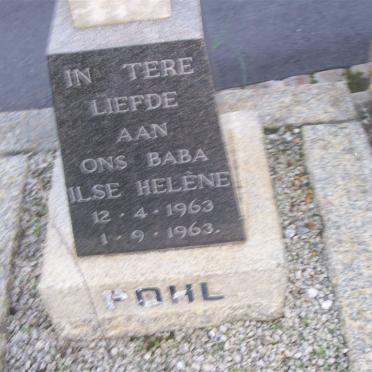 IN TERE
LIEFDE
AAN
ONS BABA
ILSE HELÈNE
12·4·1963
1·9·1963.
POHL